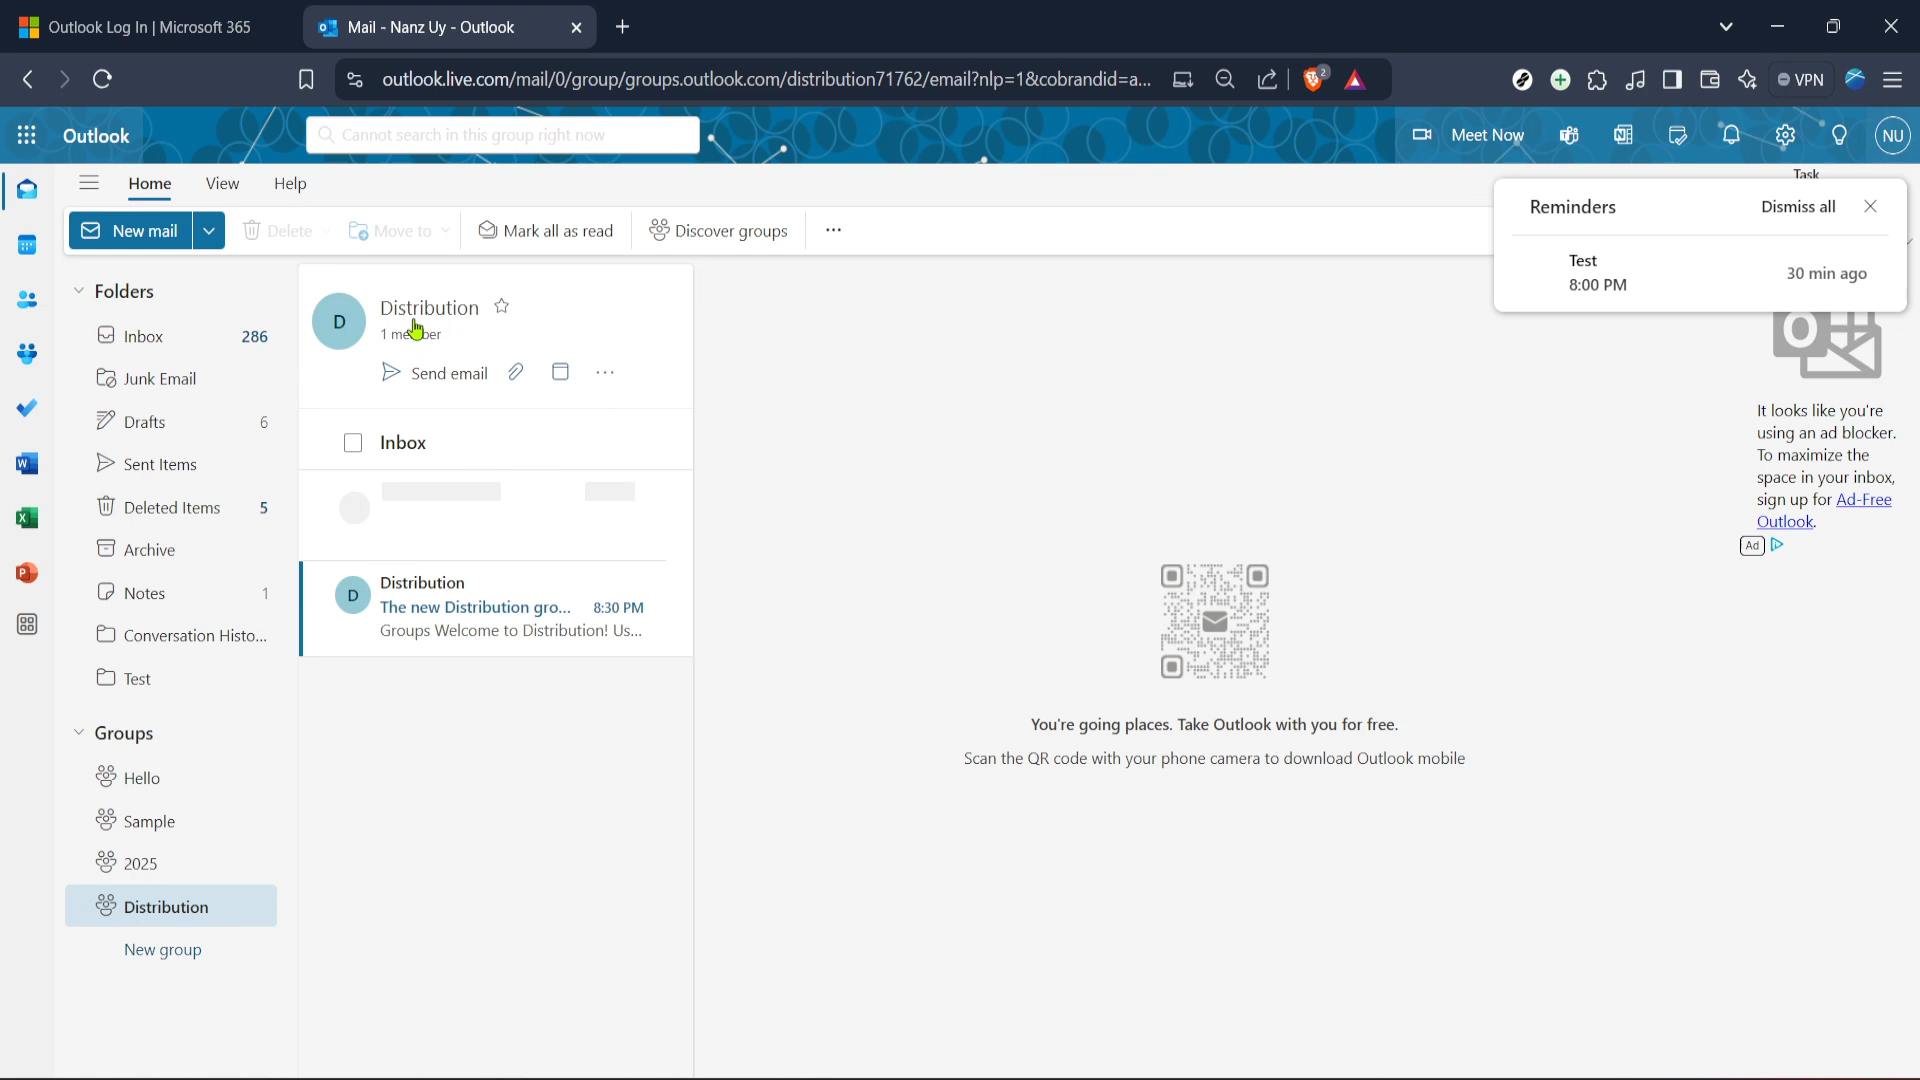 Outlook Log In | Microsoft 365
Mail - Nanz Uy - Outlook
outlook.live.com/mail/0/group/groups.outlook.com/distribution71762/email?nlp=1&cobrandid=a...
2
VPN
Outlook
Cannot search in this group right now
Meet Now
NU
Home
View
Help
Task
New mail
Delete
Move to
Mark all as read
Discover groups
Reminders
Dismiss all
Test
8:00 PM
30 min ago
Folders
Inbox 286
Junk Email
Drafts 6
Sent Items
Deleted Items 5
Archive
Notes 1
Conversation Histo...
Test
Groups
Hello
Sample
2025
Distribution
New group
D
Distribution
1 member
Send email
Inbox
D
Distribution
The new Distribution gro... 8:30 PM
Groups Welcome to Distribution! Us...
You're going places. Take Outlook with you for free.
Scan the QR code with your phone camera to download Outlook mobile
It looks like you're
using an ad blocker.
To maximize the
space in your inbox,
sign up for Ad-Free
Outlook.
Ad